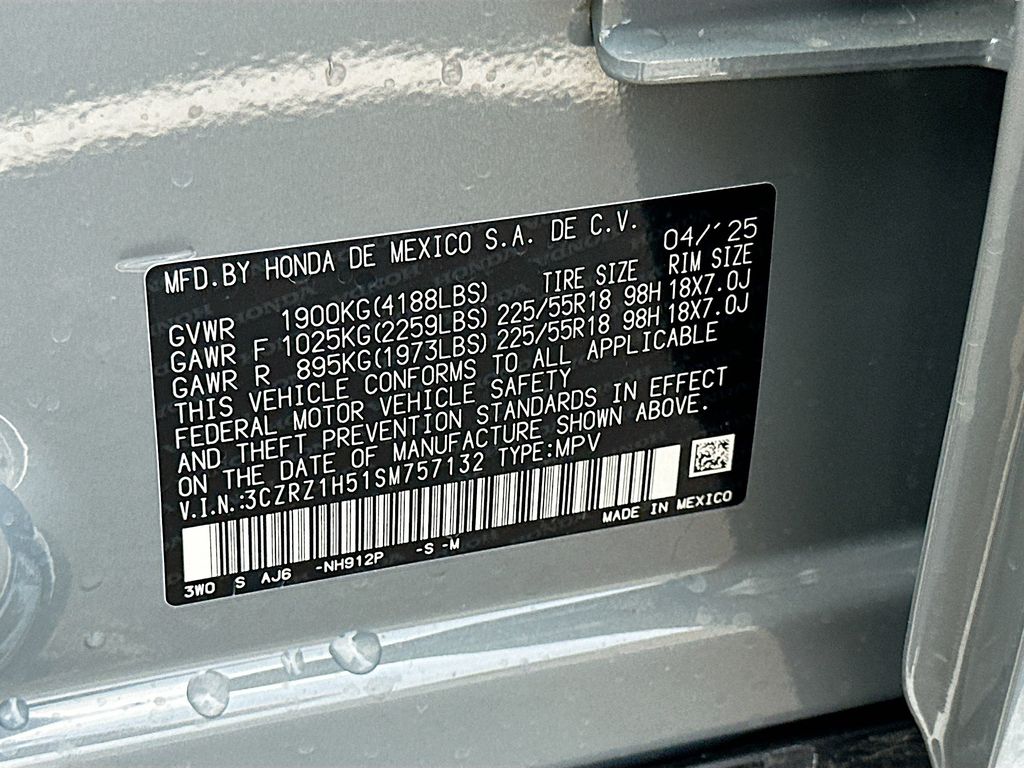 MFD.BY HONDA DE MEXICO S.A. DE C.V. 04/'25
TIRE SIZE RIM SIZE
GVWR 1900KG(4188LBS)
GAWR F 1025KG(2259LBS) 225/55R18 98H 18X7.0J
GAWR R 895KG(1973LBS) 225/55R18 98H 18X7.0J
THIS VEHICLE CONFORMS TO ALL APPLICABLE
FEDERAL MOTOR VEHICLE SAFETY
AND THEFT PREVENTION STANDARDS IN EFFECT
ON THE DATE OF MANUFACTURE SHOWN ABOVE.
V.I.N.:3CZRZ1H51SM757132 TYPE:MPV
MADE IN MEXICO
3W0 S AJ6 -NH912P -S -M